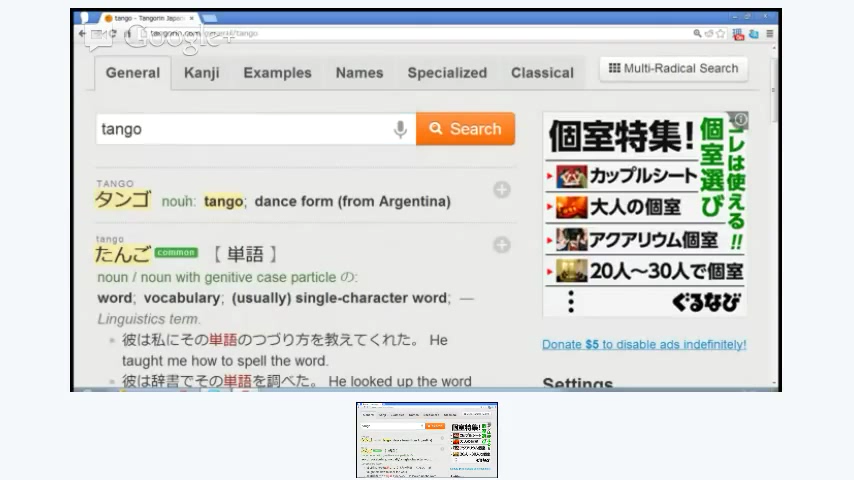 tango - Tangorin Japan
Google+
tangorin.com/general/tango
General Kanji Examples Names Specialized Classical Multi-Radical Search
tango Search
TANGO
タンゴ noun: tango; dance form (from Argentina)
tango
たんご common 【 単語 】
noun / noun with genitive case particle の:
word; vocabulary; (usually) single-character word; —
Linguistics term.
彼は私にその単語のつづり方を教えてくれた。 He
taught me how to spell the word.
彼は辞書でその単語を調べた。 He looked up the word
個室特集!
カップルシート
大人の個室
アクアリウム個室
20人～30人で個室
ぐるなび
個室選び
レは使える!!
Donate $5 to disable ads indefinitely!
Settings